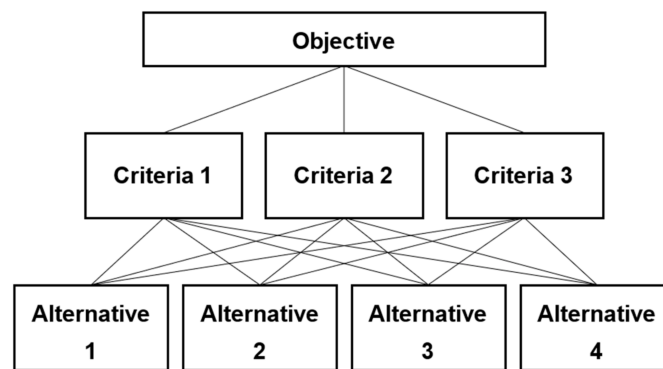 Objective
Criteria 1
Criteria 2
Criteria 3
Alternative
1
Alternative
2
Alternative
3
Alternative
4